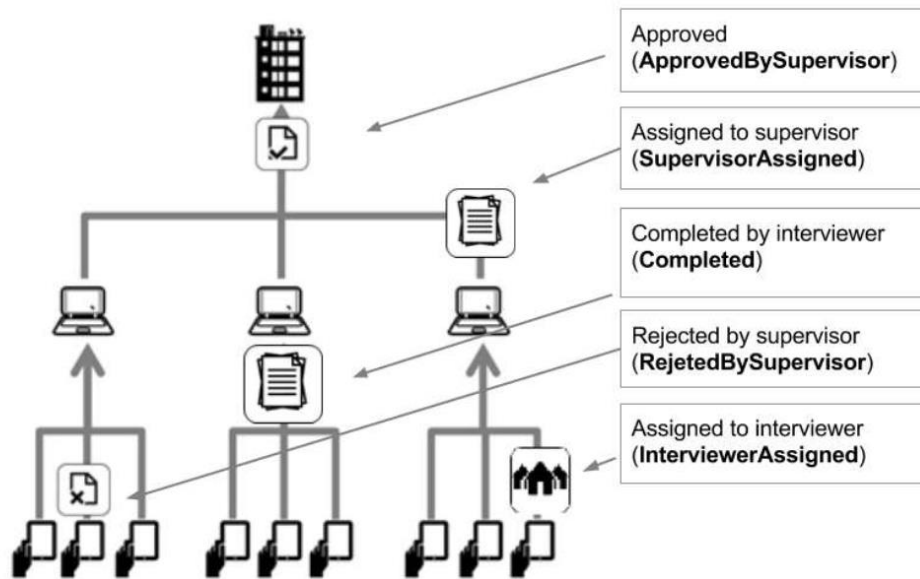 Approved
(ApprovedBySupervisor)
Assigned to supervisor
(SupervisorAssigned)
Completed by interviewer
(Completed)
Rejected by supervisor
(RejetedBySupervisor)
Assigned to interviewer
(InterviewerAssigned)